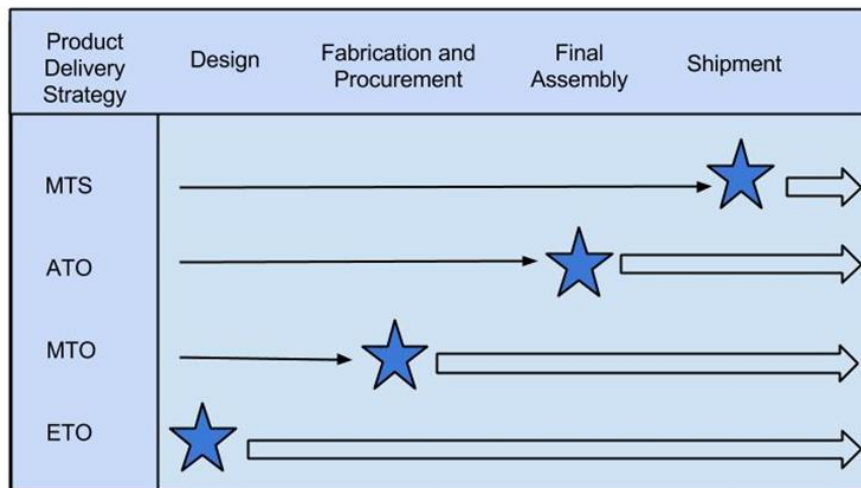 Product
Delivery
Strategy
Design
Fabrication and
Procurement
Final
Assembly
Shipment
MTS
ATO
MTO
ETO